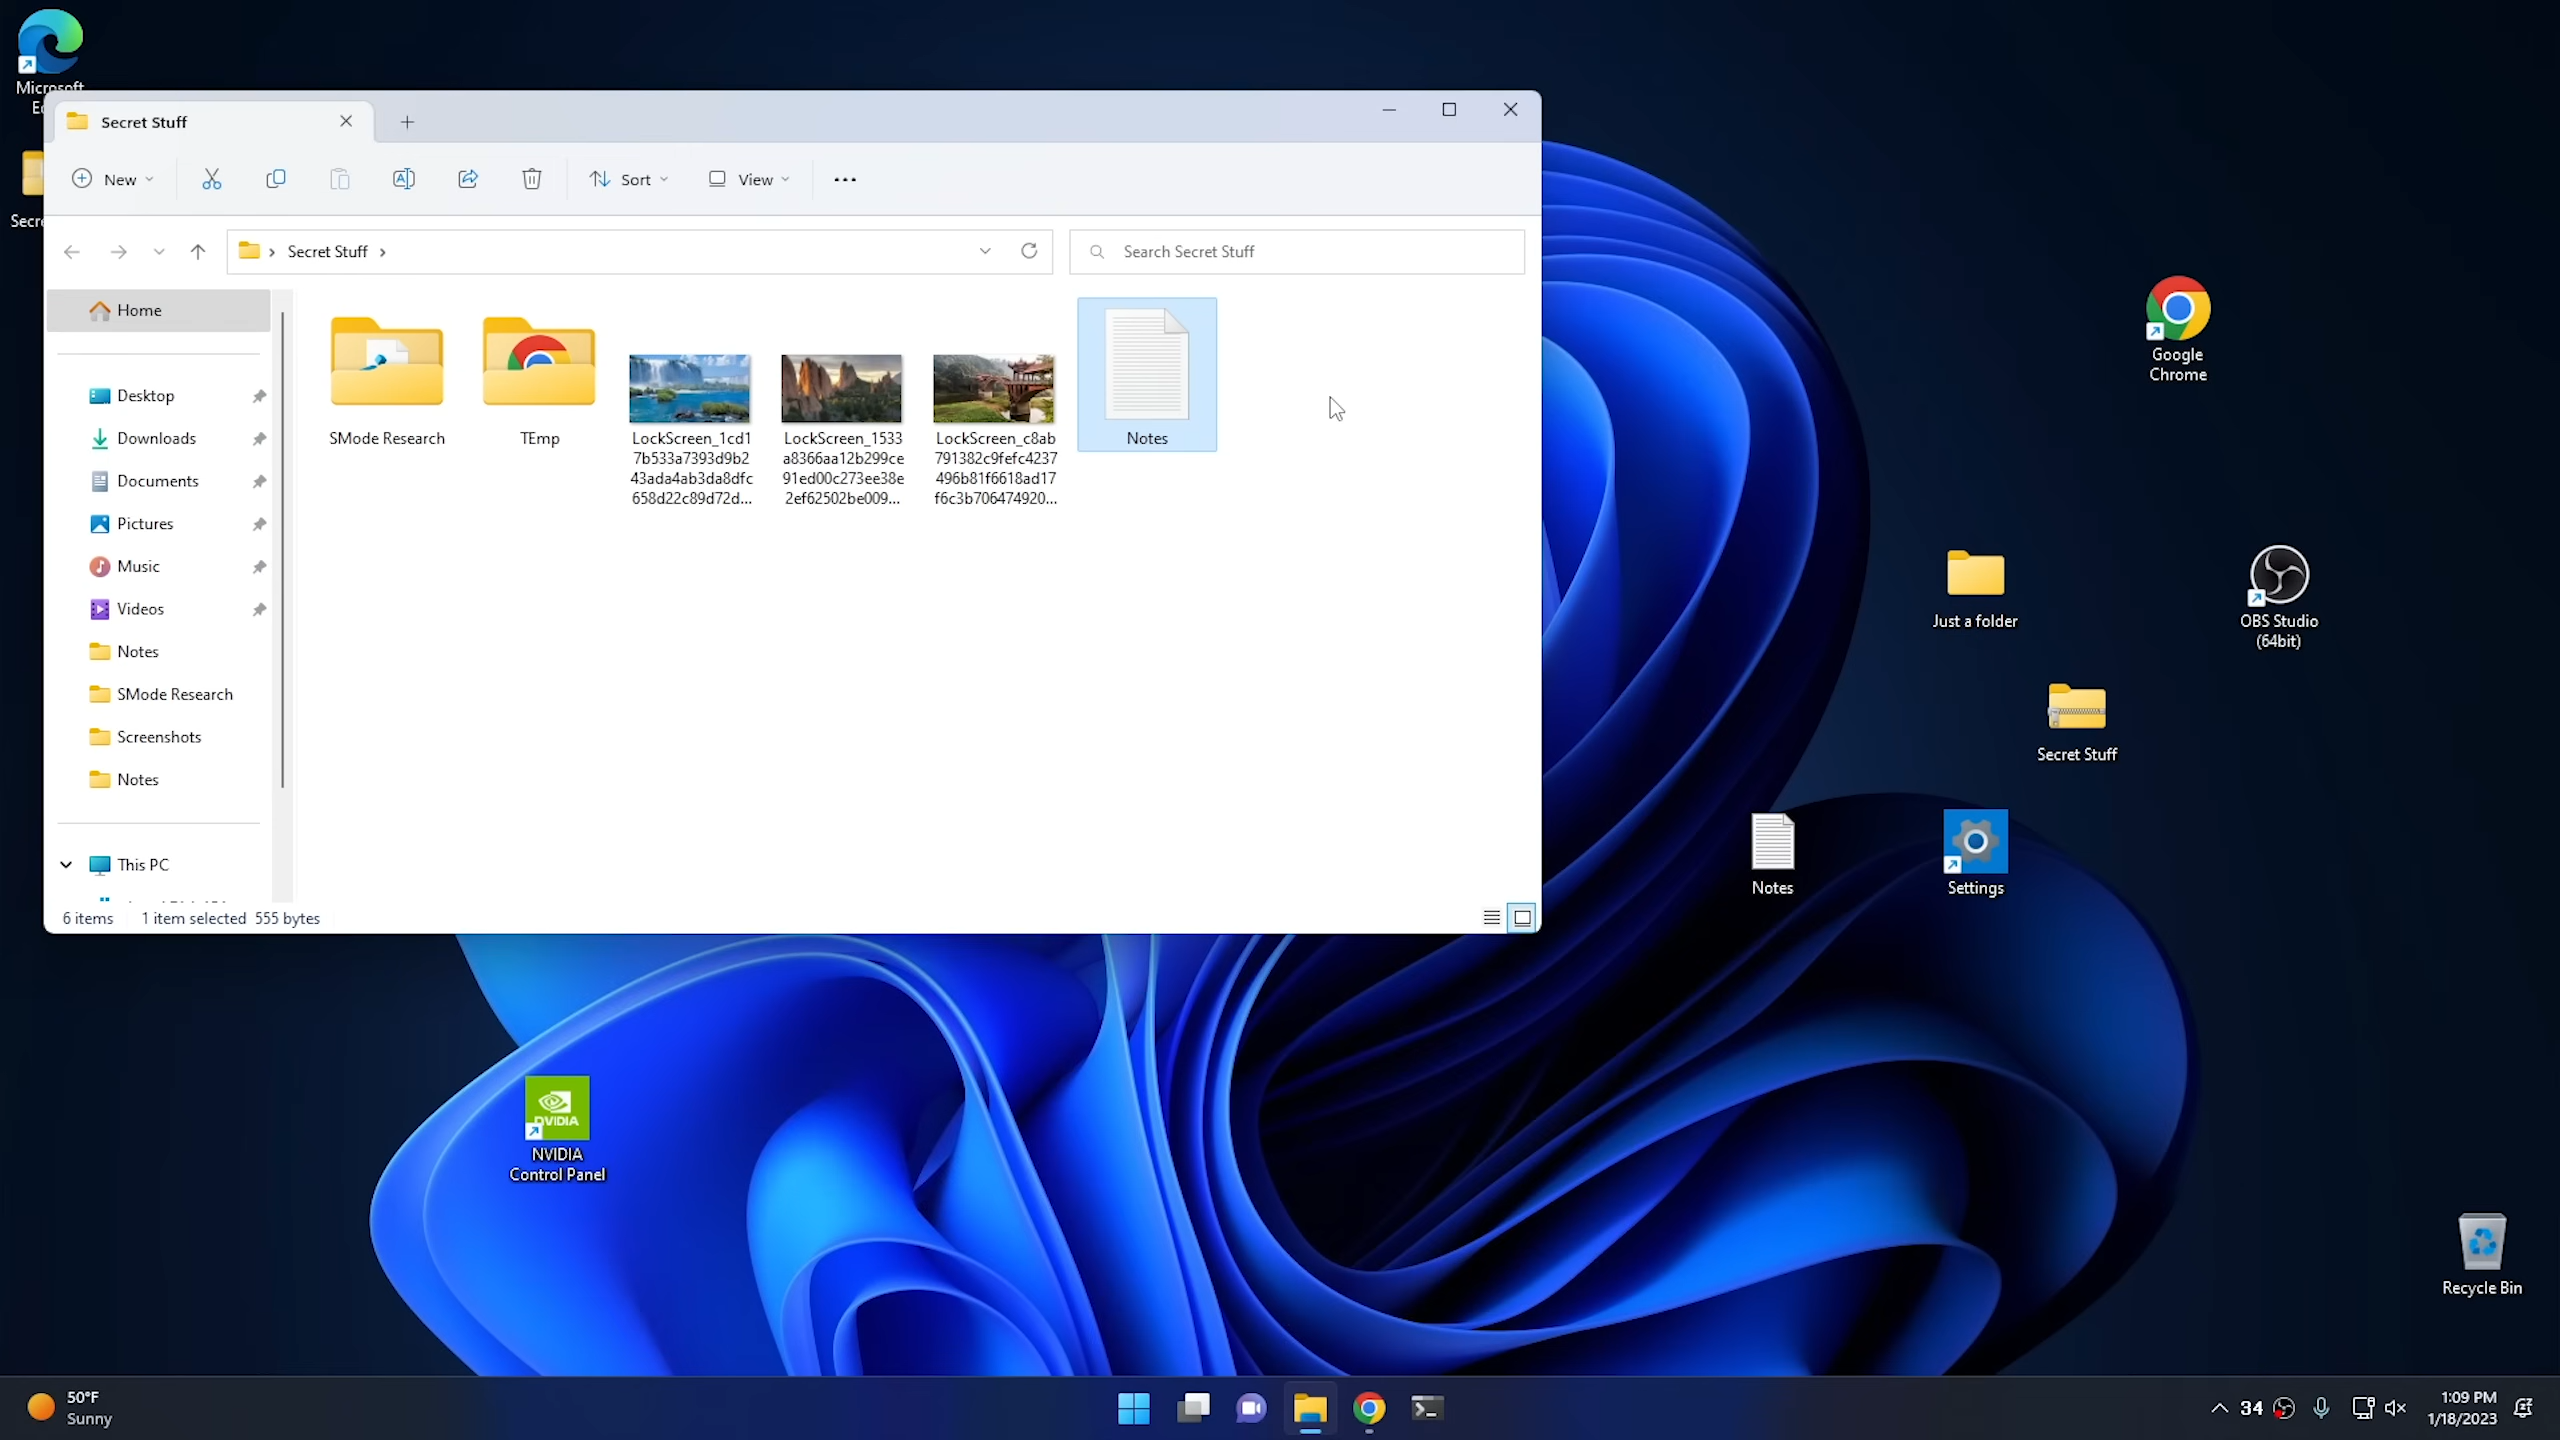 Microsoft
Secret Stuff
New
Sort
View
Secret Stuff
Search Secret Stuff
Home
Desktop
Downloads
Documents
Pictures
Music
Videos
Notes
SMode Research
Screenshots
Notes
This PC
SMode Research
TEmp
LockScreen_1cd1
7b533a7393d9b2
43ada4ab3da8dfc
658d22c89d72d...
LockScreen_1533
a8366aa12b299ce
91ed00c273ee38e
2ef62502be009...
LockScreen_c8ab
791382c9fefc4237
496b81f6618ad17
f6c3b706474920...
Notes
6 items 1 item selected 555 bytes
Google
Chrome
Just a folder
OBS Studio
(64bit)
Secret Stuff
Notes
Settings
NVIDIA
NVIDIA
Control Panel
Recycle Bin
50°F
Sunny
34
1:09 PM
1/18/2023